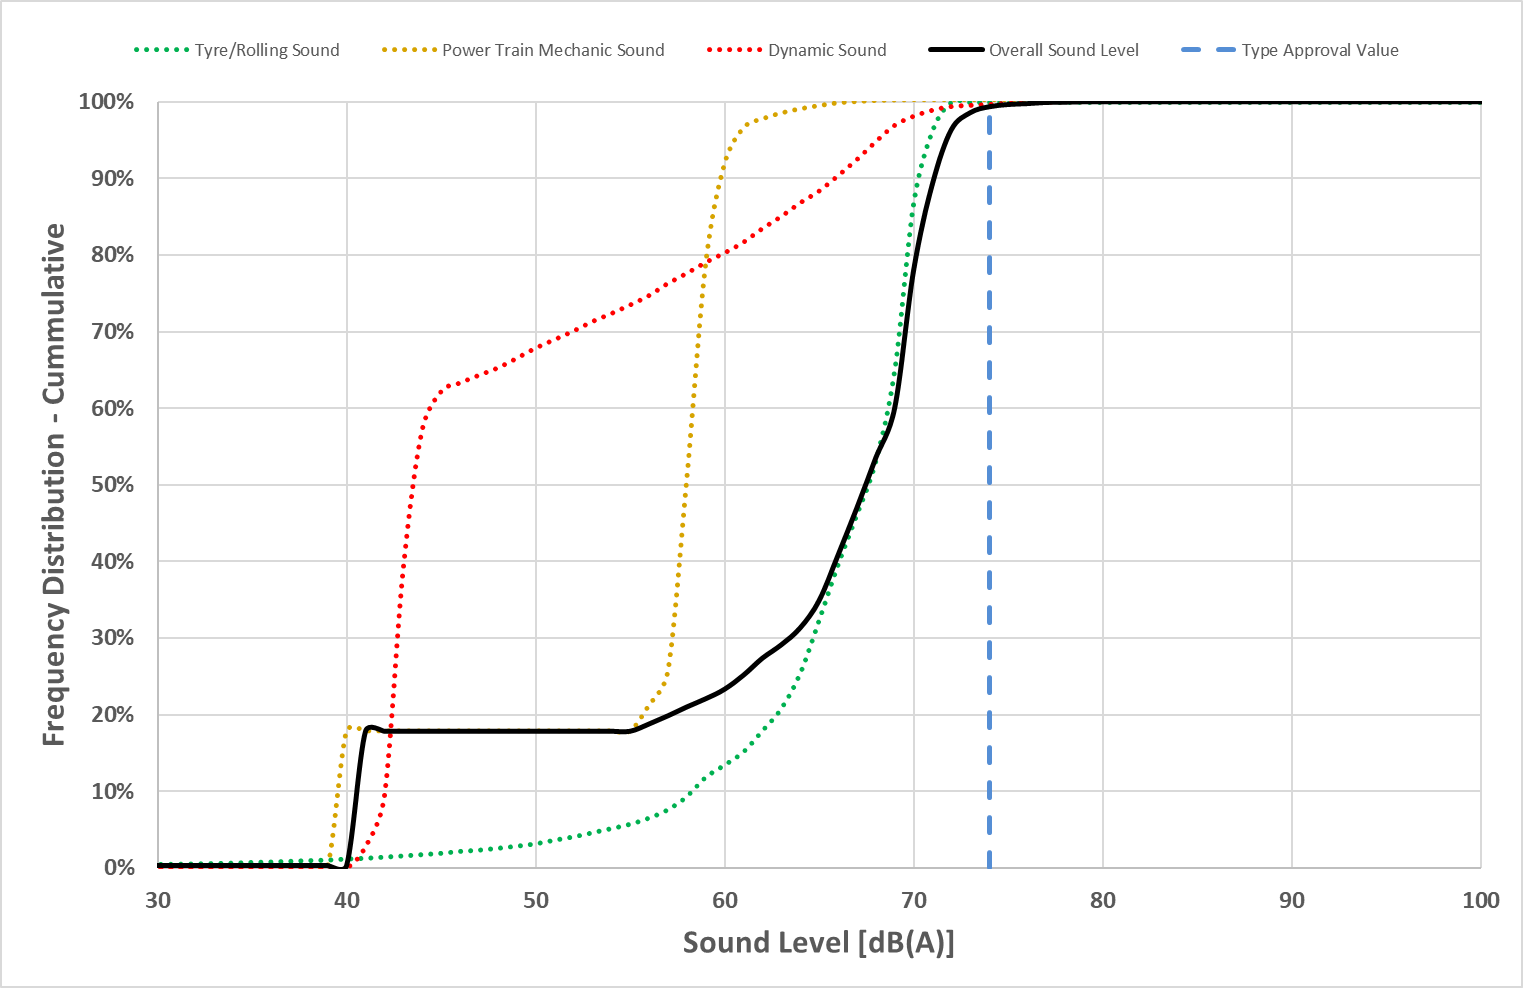 Tyre/Rolling Sound Power Train Mechanic Sound Dynamic Sound Overall Sound Level Type Approval Value
100%
90%
80%
70%
60%
50%
40%
30%
20%
10%
0%
Frequency Distribution - Cummulative
30 40 50 60 70 80 90 100
Sound Level [dB(A)]